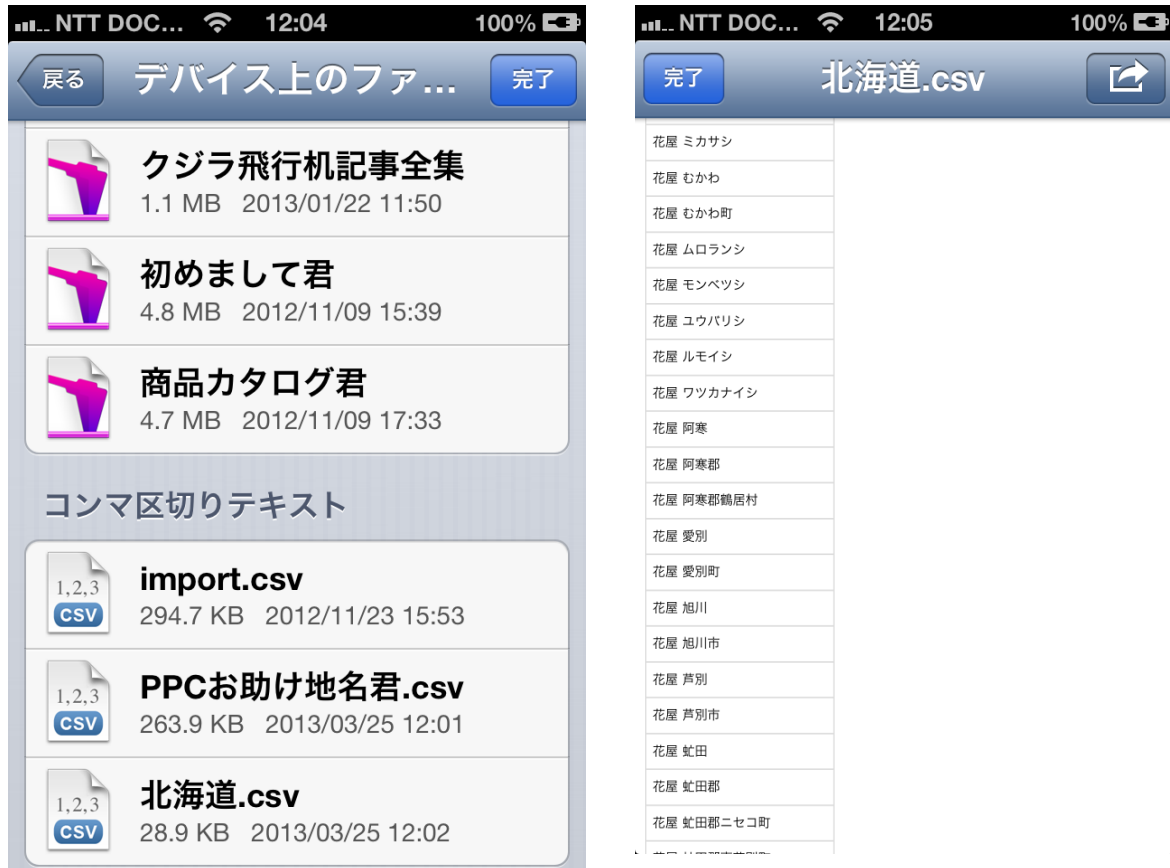 NTT DOC... 12:04 100%
戻る デバイス上のファ... 完了
クジラ飛行机記事全集
1.1 MB 2013/01/22 11:50
初めまして君
4.8 MB 2012/11/09 15:39
商品カタログ君
4.7 MB 2012/11/09 17:33
コンマ区切りテキスト
1,2,3
CSV
import.csv
294.7 KB 2012/11/23 15:53
1,2,3
CSV
PPCお助け地名君.csv
263.9 KB 2013/03/25 12:01
1,2,3
CSV
北海道.csv
28.9 KB 2013/03/25 12:02
NTT DOC... 12:05 100%
完了 北海道.csv
花屋 ミカサシ
花屋 むかわ
花屋 むかわ町
花屋 ムロランシ
花屋 モンベツシ
花屋 ユウバリシ
花屋 ルモイシ
花屋 ワツカナイシ
花屋 阿寒
花屋 阿寒郡
花屋 阿寒郡鶴居村
花屋 愛別
花屋 愛別町
花屋 旭川
花屋 旭川市
花屋 芦別
花屋 芦別市
花屋 虻田
花屋 虻田郡
花屋 虻田郡ニセコ町